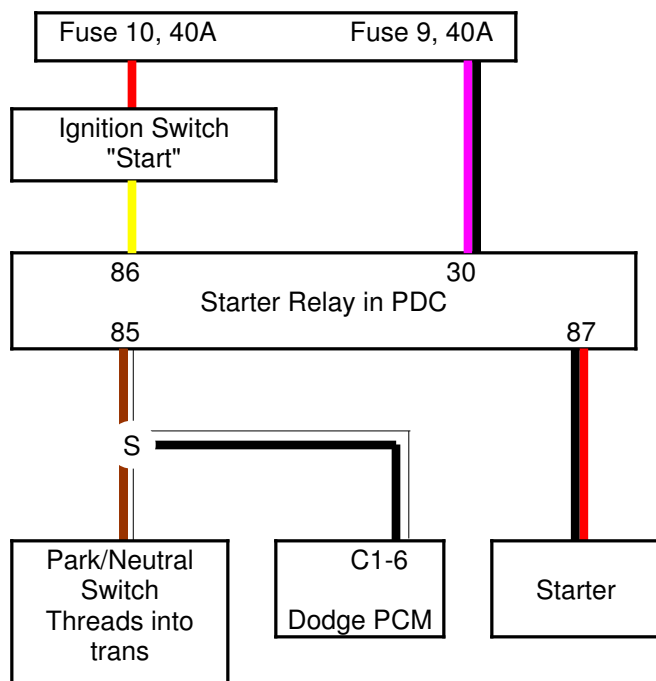 Fuse 10, 40A
Fuse 9, 40A
Ignition Switch
"Start"
86
30
Starter Relay in PDC
85
87
S
Park/Neutral
Switch
Threads into
trans
C1-6
Dodge PCM
Starter